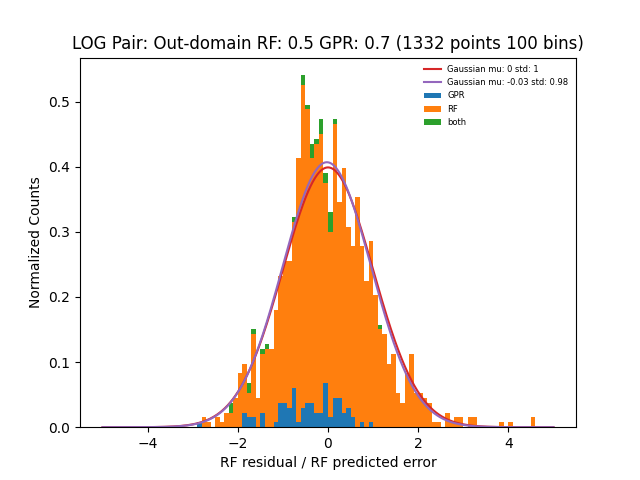 LOG Pair: Out-domain RF: 0.5 GPR: 0.7 (1332 points 100 bins)
Gaussian mu: 0 std: 1
Gaussian mu: -0.03 std: 0.98
GPR
RF
both
Normalized Counts
0.5
0.4
0.3
0.2
0.1
0.0
−4 −2 0 2 4
RF residual / RF predicted error